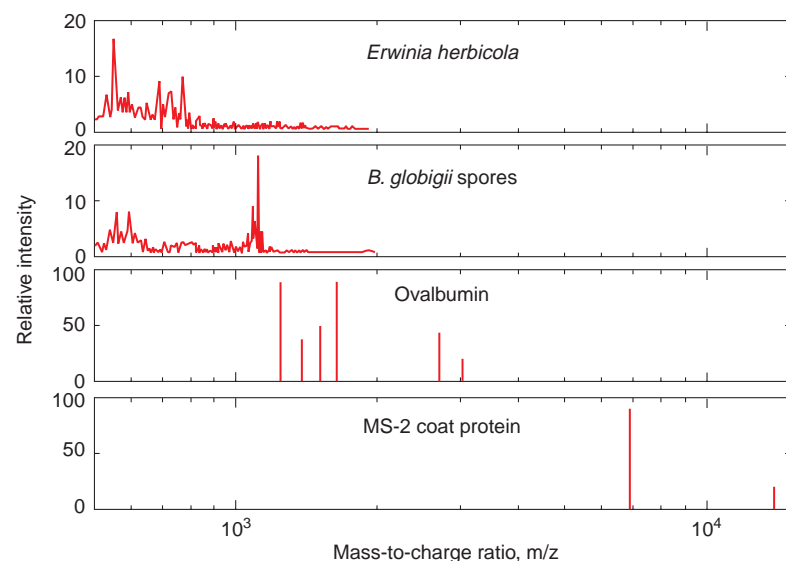 Relative intensity
20
10
0
Erwinia herbicola
20
10
0
B. globigii spores
100
50
0
Ovalbumin
100
50
0
MS-2 coat protein
10³ 10⁴
Mass-to-charge ratio, m/z